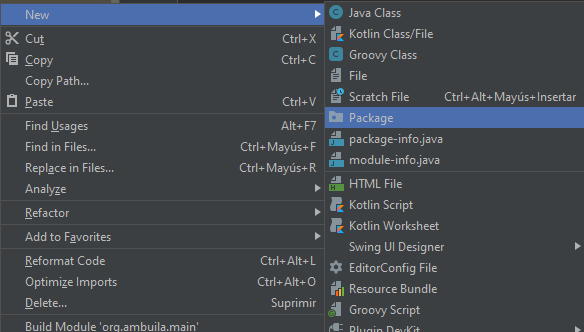 New
Cut Ctrl+X
Copy Ctrl+C
Copy Path...
Paste Ctrl+V
Find Usages Alt+F7
Find in Files... Ctrl+Mayús+F
Replace in Files... Ctrl+Mayús+R
Analyze
Refactor
Add to Favorites
Reformat Code Ctrl+Alt+L
Optimize Imports Ctrl+Alt+O
Delete... Suprimir
Build Module 'org.ambuila.main'
Java Class
Kotlin Class/File
Groovy Class
File
Scratch File Ctrl+Alt+Mayús+Insertar
Package
package-info.java
module-info.java
HTML File
Kotlin Script
Kotlin Worksheet
Swing UI Designer
EditorConfig File
Resource Bundle
Groovy Script
Plugin DevKit